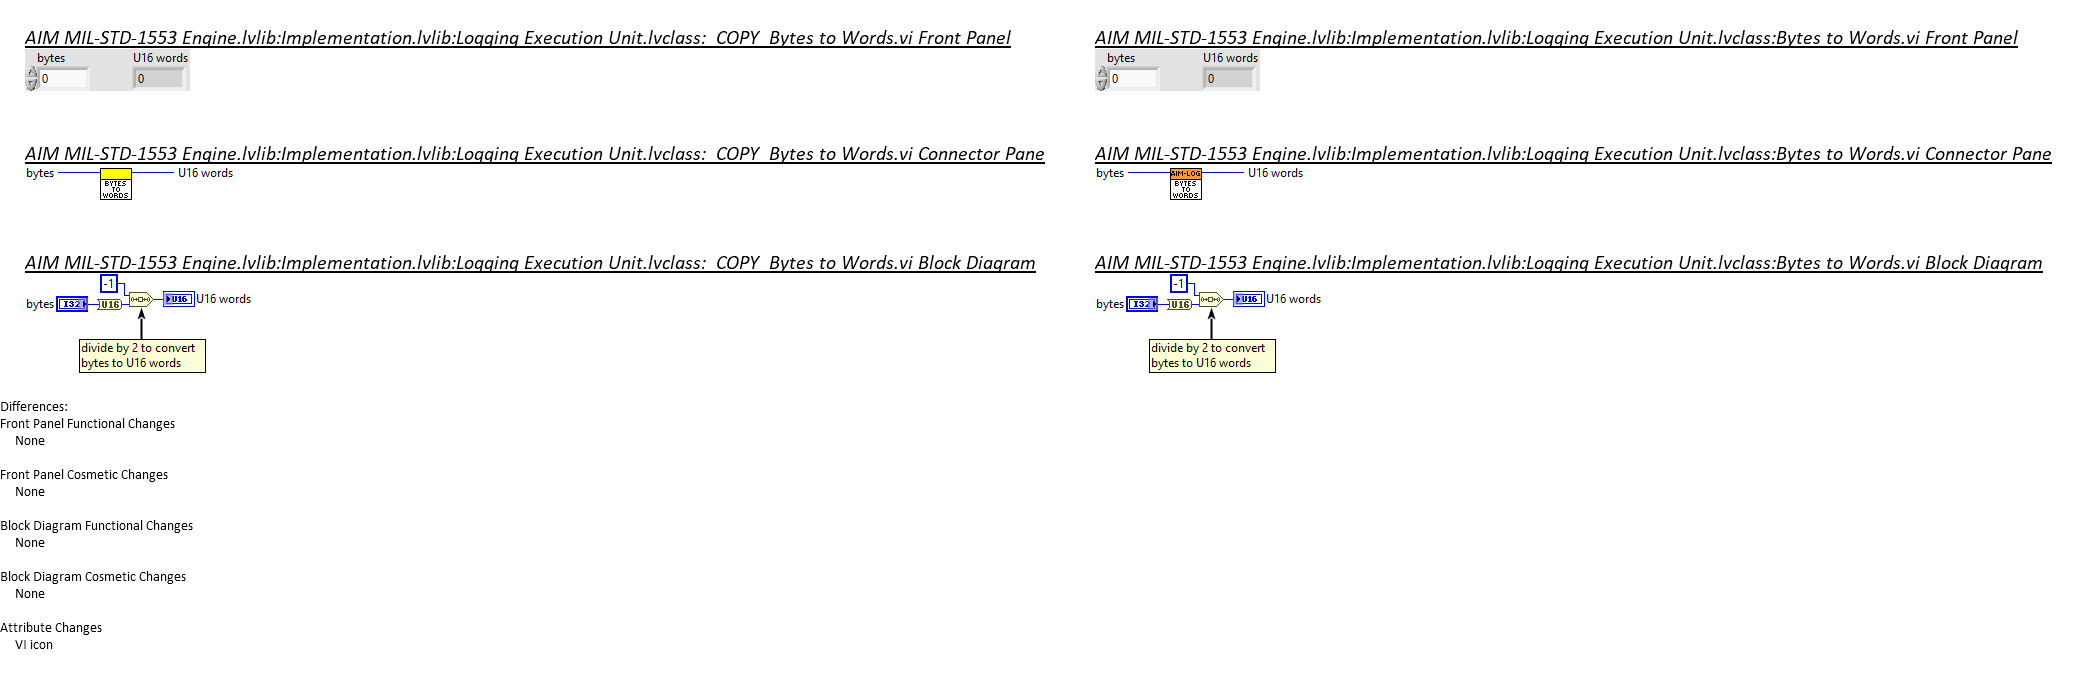 AIM MIL-STD-1553 Engine.lvlib:Implementation.lvlib:Logging Execution Unit.lvclass:  COPY  Bytes to Words.vi Front Panel
bytes
U16 words
0
0
AIM MIL-STD-1553 Engine.lvlib:Implementation.lvlib:Logging Execution Unit.lvclass:Bytes to Words.vi Front Panel
bytes
U16 words
0
0
AIM MIL-STD-1553 Engine.lvlib:Implementation.lvlib:Logging Execution Unit.lvclass:  COPY  Bytes to Words.vi Connector Pane
bytes
U16 words
BYTES
TO
WORDS
AIM MIL-STD-1553 Engine.lvlib:Implementation.lvlib:Logging Execution Unit.lvclass:Bytes to Words.vi Connector Pane
bytes
AIM-LOG
U16 words
BYTES
TO
WORDS
AIM MIL-STD-1553 Engine.lvlib:Implementation.lvlib:Logging Execution Unit.lvclass:  COPY  Bytes to Words.vi Block Diagram
-1
bytes
I32
U16
U16
U16 words
divide by 2 to convert
bytes to U16 words
AIM MIL-STD-1553 Engine.lvlib:Implementation.lvlib:Logging Execution Unit.lvclass:Bytes to Words.vi Block Diagram
-1
bytes
I32
U16
U16
U16 words
divide by 2 to convert
bytes to U16 words
Differences:
Front Panel Functional Changes
None
Front Panel Cosmetic Changes
None
Block Diagram Functional Changes
None
Block Diagram Cosmetic Changes
None
Attribute Changes
VI icon